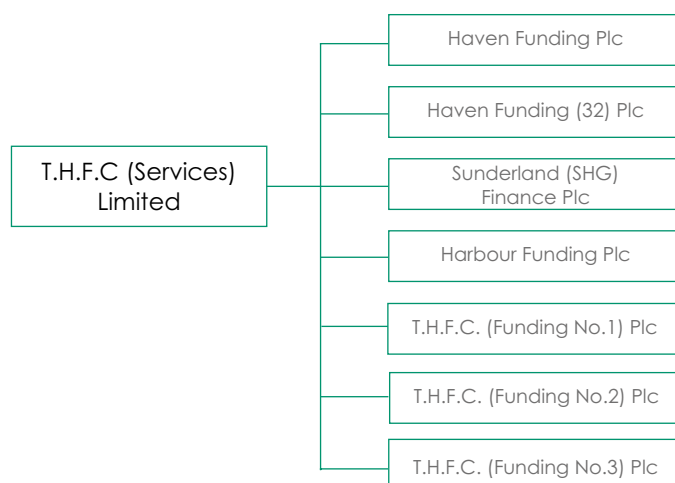 Haven Funding Plc
Haven Funding (32) Plc
T.H.F.C (Services)
Limited
Sunderland (SHG)
Finance Plc
Harbour Funding Plc
T.H.F.C. (Funding No.1) Plc
T.H.F.C. (Funding No.2) Plc
T.H.F.C. (Funding No.3) Plc